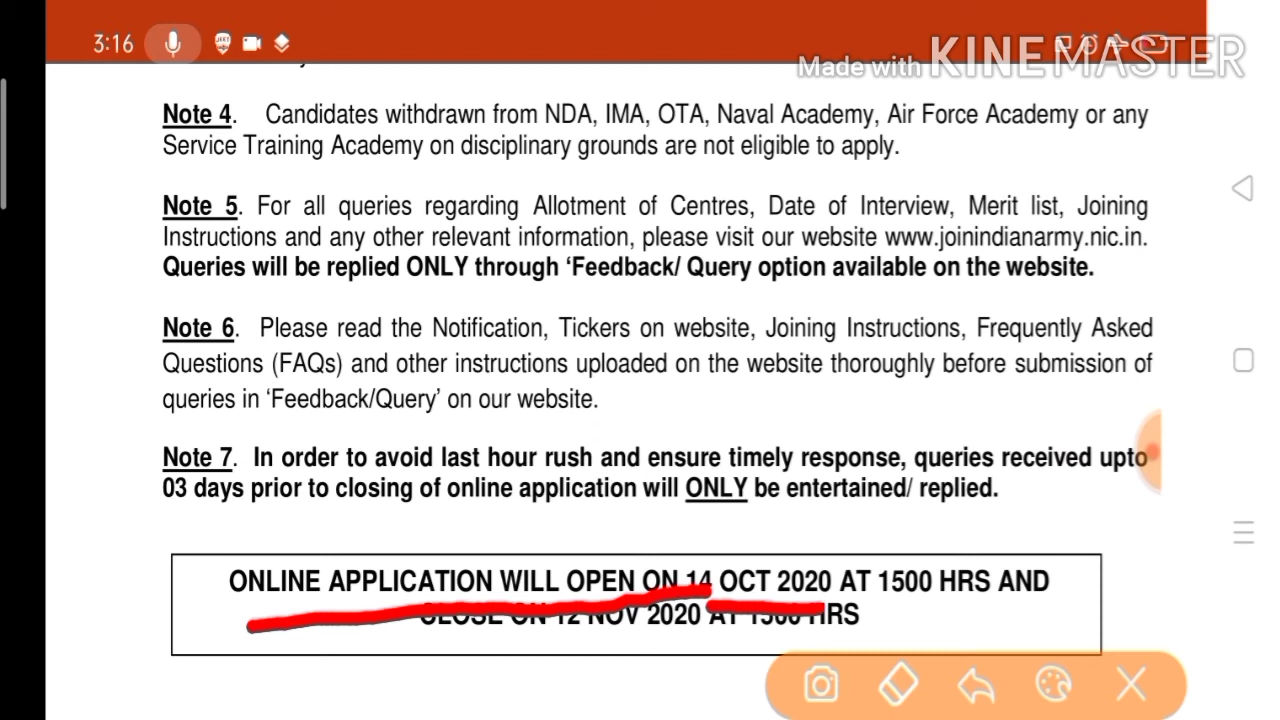 3:16
Made with KINEMASTER
Note 4. Candidates withdrawn from NDA, IMA, OTA, Naval Academy, Air Force Academy or any
Service Training Academy on disciplinary grounds are not eligible to apply.
Note 5. For all queries regarding Allotment of Centres, Date of Interview, Merit list, Joining
Instructions and any other relevant information, please visit our website www.joinindianarmy.nic.in.
Queries will be replied ONLY through ‘Feedback/ Query option available on the website.
Note 6. Please read the Notification, Tickers on website, Joining Instructions, Frequently Asked
Questions (FAQs) and other instructions uploaded on the website thoroughly before submission of
queries in ‘Feedback/Query’ on our website.
Note 7. In order to avoid last hour rush and ensure timely response, queries received upto
03 days prior to closing of online application will ONLY be entertained/ replied.
ONLINE APPLICATION WILL OPEN ON 14 OCT 2020 AT 1500 HRS AND
CLOSE ON 12 NOV 2020 AT 1500 HRS